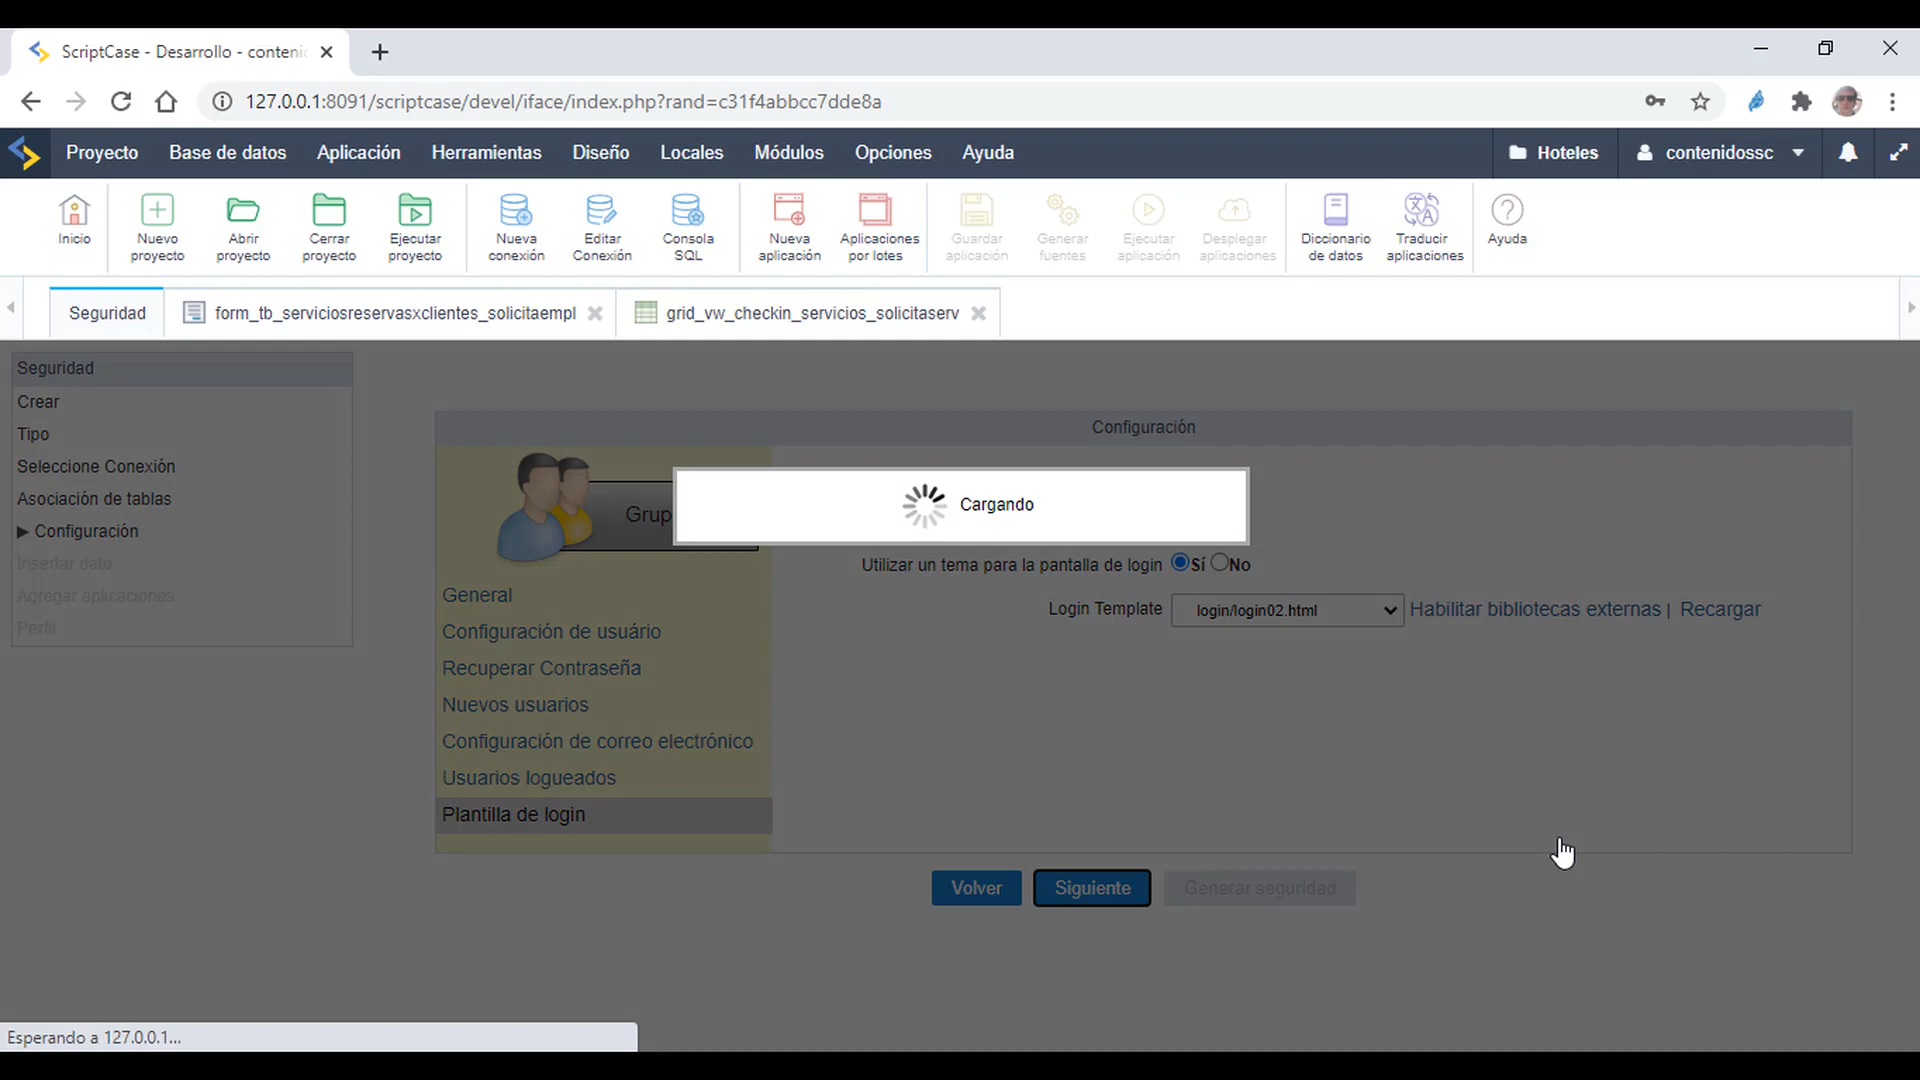 ScriptCase - Desarrollo - conteni
127.0.0.1:8091/scriptcase/devel/iface/index.php?rand=c31f4abbcc7dde8a
Proyecto Base de datos Aplicación Herramientas Diseño Locales Módulos Opciones Ayuda Hoteles contenidossc
Inicio
Nuevo proyecto
Abrir proyecto
Cerrar proyecto
Ejecutar proyecto
Nueva conexión
Editar Conexión
Consola SQL
Nueva aplicación
Aplicaciones por lotes
Guardar aplicación
Generar fuentes
Ejecutar aplicación
Desplegar aplicaciones
Diccionario de datos
Traducir aplicaciones
Ayuda
Seguridad form_tb_serviciosreservasxclientes_solicitaempl grid_vw_checkin_servicios_solicitaserv
Seguridad
Crear
Tipo
Seleccione Conexión
Asociación de tablas
Configuración
Insertar dato
Agregar aplicaciones
Perfil
Configuración
Grup
Cargando
General
Configuración de usuário
Recuperar Contraseña
Nuevos usuarios
Configuración de correo electrónico
Usuarios logueados
Plantilla de login
Utilizar un tema para la pantalla de login Sí No
Login Template login/login02.html Habilitar bibliotecas externas | Recargar
Volver Siguiente Generar seguridad
Esperando a 127.0.0.1...